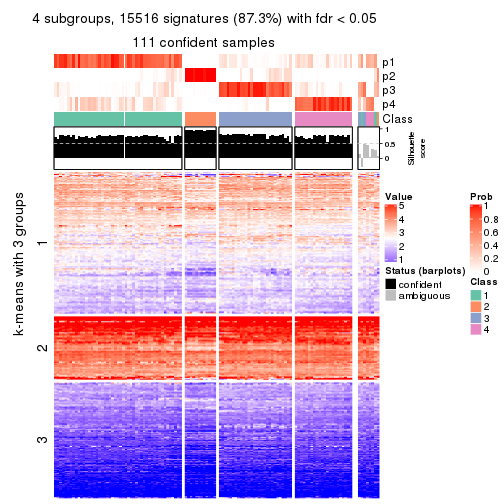 4 subgroups, 15516 signatures (87.3%) with fdr < 0.05
111 confident samples
p1
p2
p3
p4
Class
1
0.5
0
Silhouette
score
k-means with 3 groups
1
2
3
Value
5
4
3
2
1
Status (barplots)
confident
ambiguous
Prob
1
0.8
0.6
0.4
0.2
0
Class
1
2
3
4